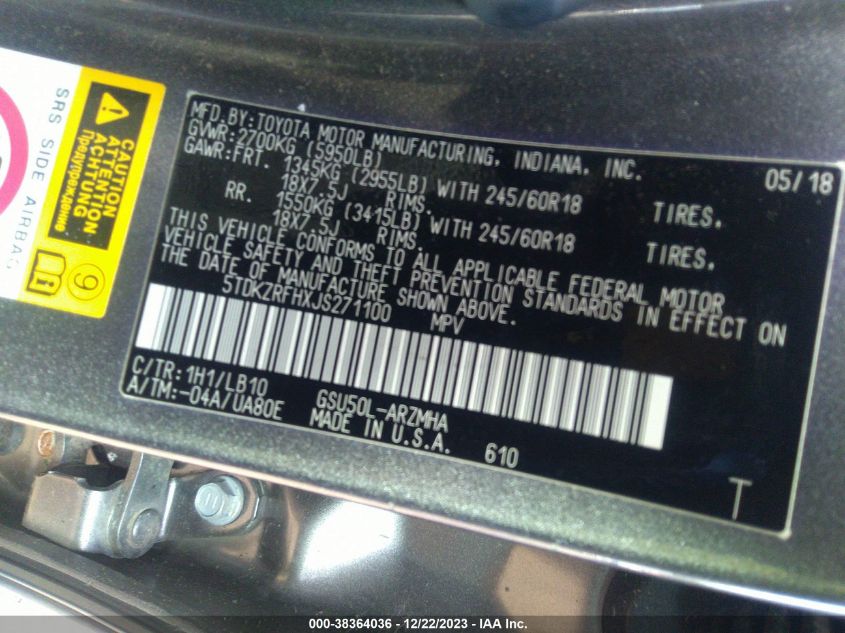 CAUTION
ATTENTION
ACHTUNG
Предупреждение
SRS SIDE AIRBAG
9
MFD.BY:TOYOTA MOTOR MANUFACTURING, INDIANA, INC. 05/18
GVWR:2700KG (5950LB)
GAWR:FRT. 1345KG (2955LB) WITH 245/60R18 TIRES.
18X7.5J RIMS.
RR. 1550KG (3415LB) WITH 245/60R18 TIRES.
18X7.5J RIMS.
THIS VEHICLE CONFORMS TO ALL APPLICABLE FEDERAL MOTOR
VEHICLE SAFETY AND THEFT PREVENTION STANDARDS IN EFFECT ON
THE DATE OF MANUFACTURE SHOWN ABOVE.
5TDKZRFHXJS271100 MPV
C/TR:1H1/LB10
A/TM:-04A/UA80E
GSU50L-ARZMHA
MADE IN U.S.A. 610
T
000-38364036 - 12/22/2023 - IAA Inc.